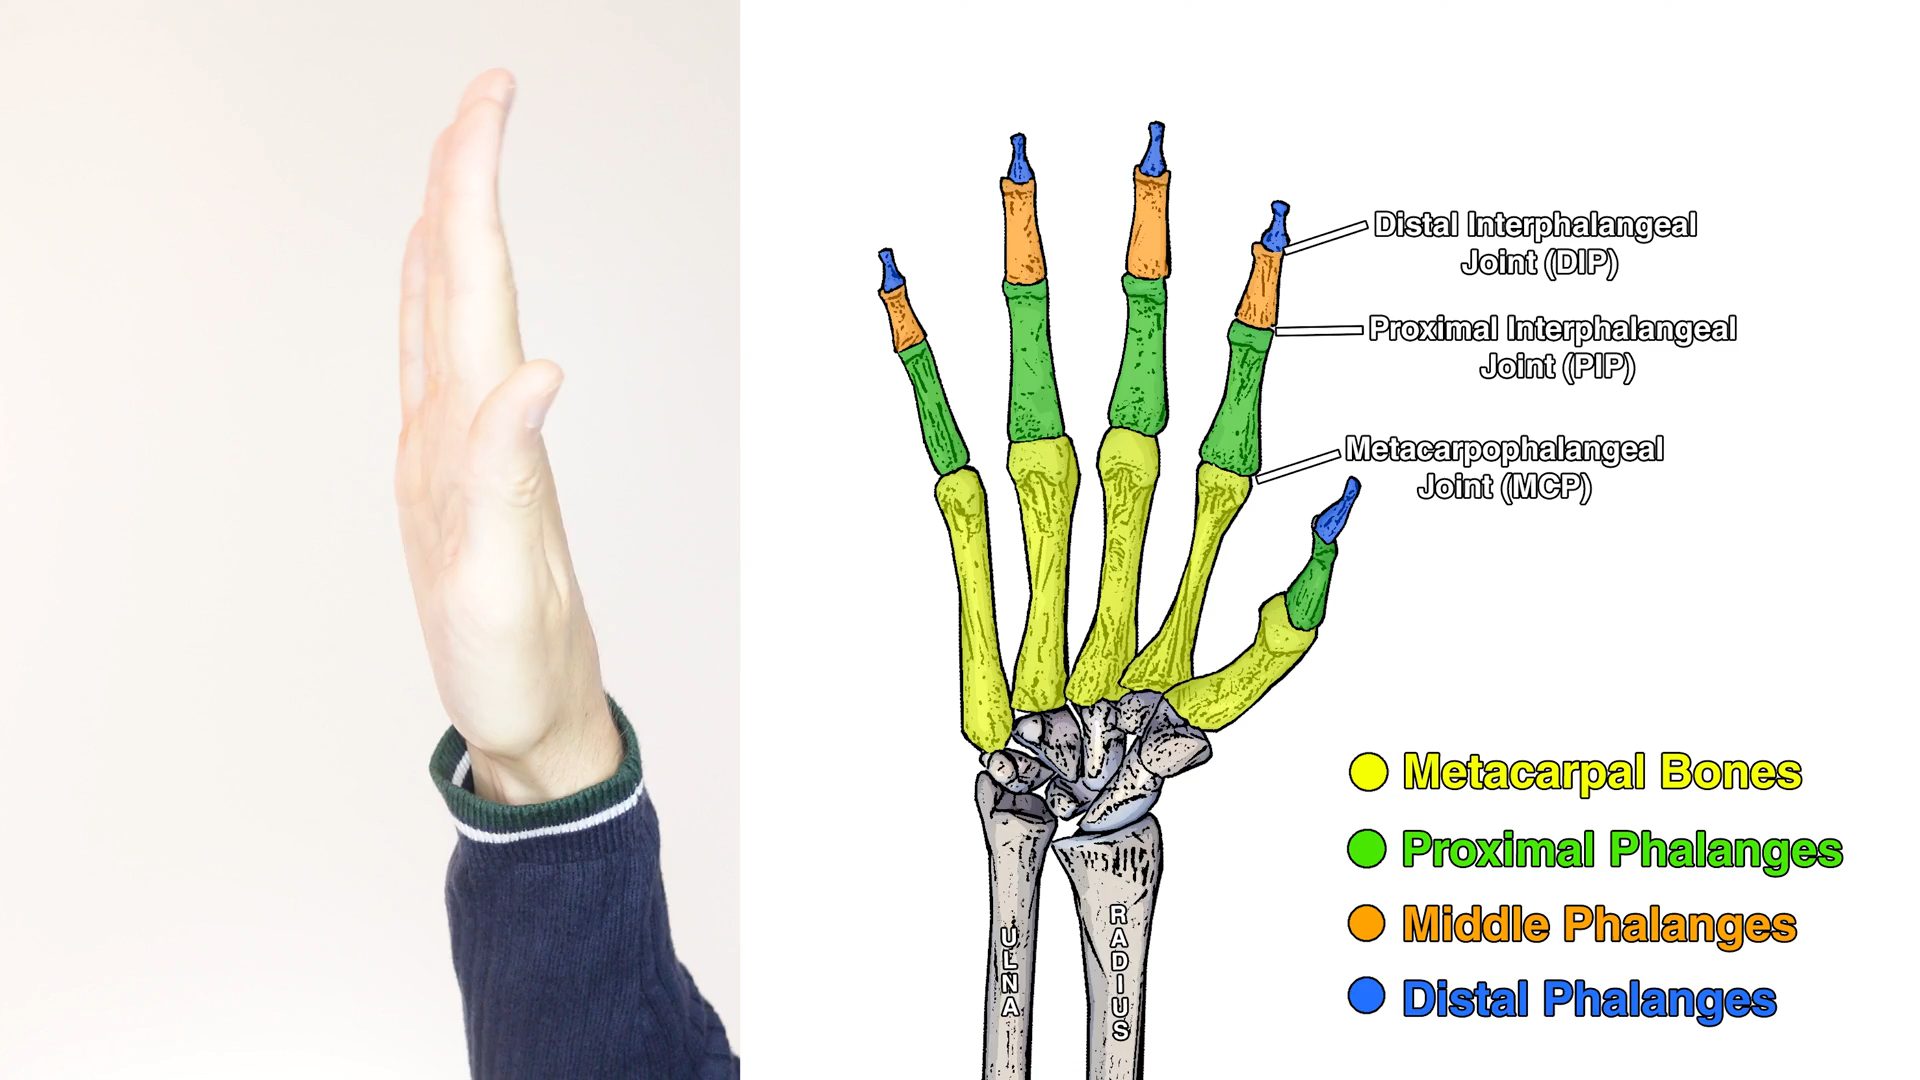 Distal Interphalangeal
Joint (DIP)
Proximal Interphalangeal
Joint (PIP)
Metacarpophalangeal
Joint (MCP)
Metacarpal Bones
Proximal Phalanges
Middle Phalanges
Distal Phalanges
ULNA
RADIUS